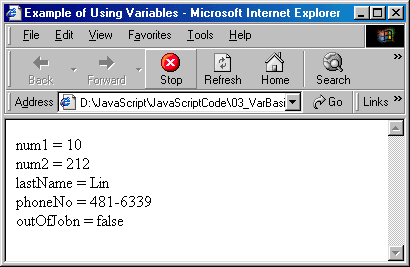 Example of Using Variables - Microsoft Internet Explorer
File Edit View Favorites Tools Help
Back Forward Stop Refresh Home Search »
Address D:\JavaScript\JavaScriptCode\03_VarBasi Go Links »
num1 = 10
num2 = 212
lastName = Lin
phoneNo = 481-6339
outOfJobn = false